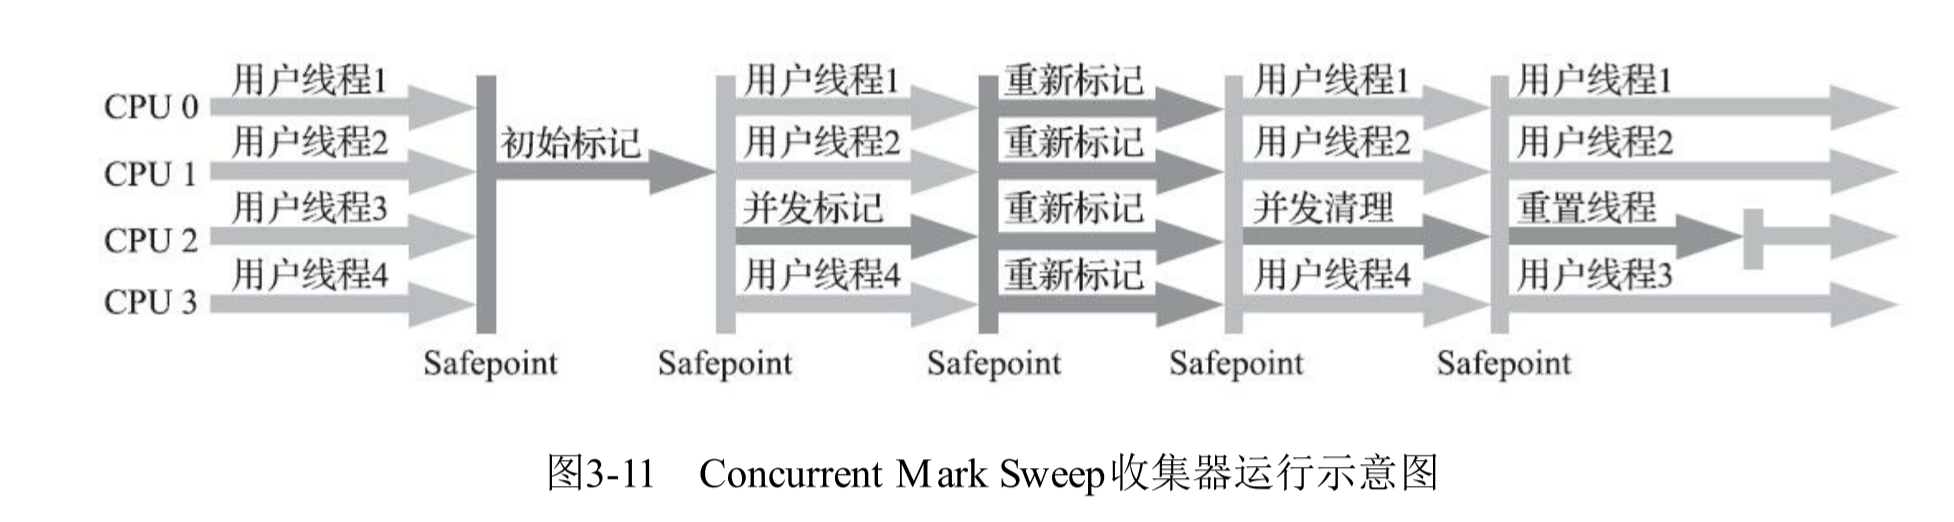 用户线程1 用户线程1 重新标记 用户线程1 用户线程1
CPU 0
用户线程2 初始标记 用户线程2 重新标记 用户线程2 用户线程2
CPU 1
用户线程3 并发标记 重新标记 并发清理 重置线程
CPU 2
用户线程4 用户线程4 重新标记 用户线程4 用户线程3
CPU 3
Safepoint Safepoint Safepoint Safepoint Safepoint
图3-11 Concurrent Mark Sweep收集器运行示意图